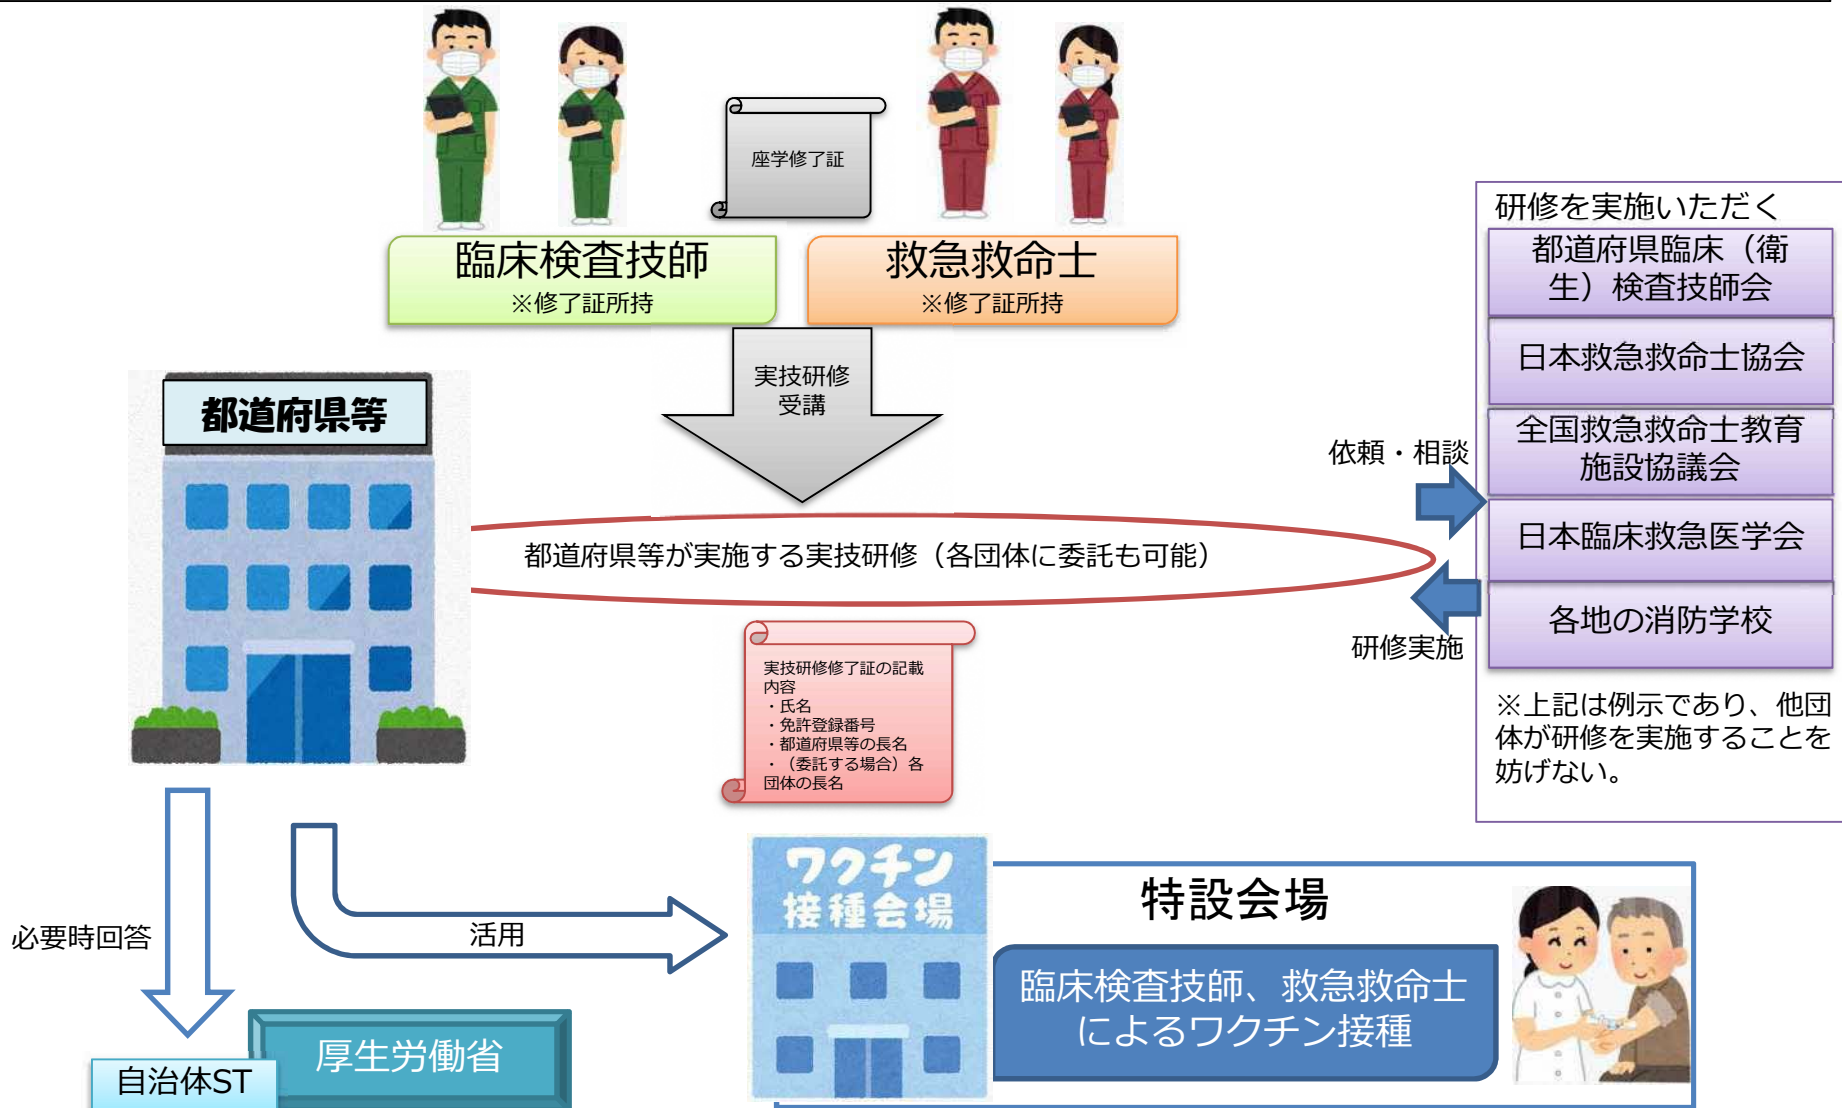 座学修了証
臨床検査技師
※修了証所持
救急救命士
※修了証所持
実技研修
受講
都道府県等
都道府県等が実施する実技研修（各団体に委託も可能）
依頼・相談
研修実施
研修を実施いただく
都道府県臨床（衛
生）検査技師会
日本救急救命士協会
全国救急救命士教育
施設協議会
日本臨床救急医学会
各地の消防学校
※上記は例示であり、他団
体が研修を実施することを
妨げない。
実技研修修了証の記載
内容
・氏名
・免許登録番号
・都道府県等の長名
・（委託する場合）各
団体の長名
必要時回答
活用
ワクチン
接種会場
特設会場
臨床検査技師、救急救命士
によるワクチン接種
厚生労働省
自治体ST